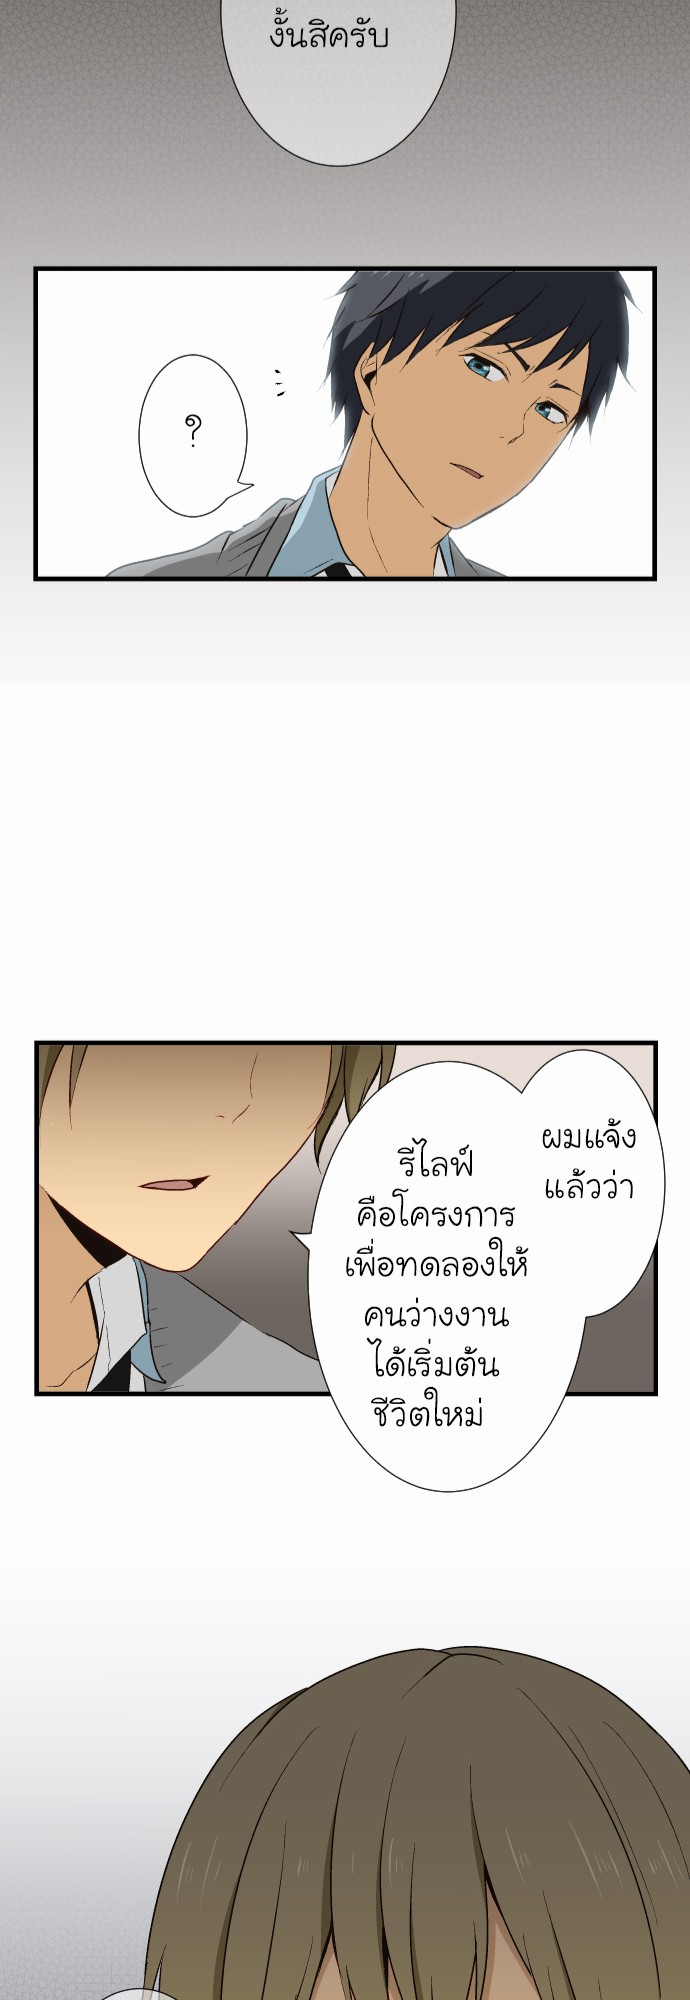 งั้นสิครับ
?
ผมแจ้ง
แล้วว่า
รีไลฟ์
คือโครงการ
เพื่อทดลองให้
คนว่างงาน
ได้เริ่มต้น
ชีวิตใหม่